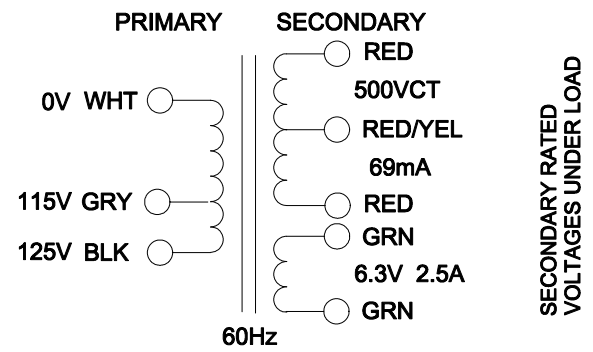 PRIMARY
SECONDARY
0V WHT
115V GRY
125V BLK
RED
500VCT
RED/YEL
69mA
RED
GRN
6.3V 2.5A
GRN
60Hz
SECONDARY RATED
VOLTAGES UNDER LOAD